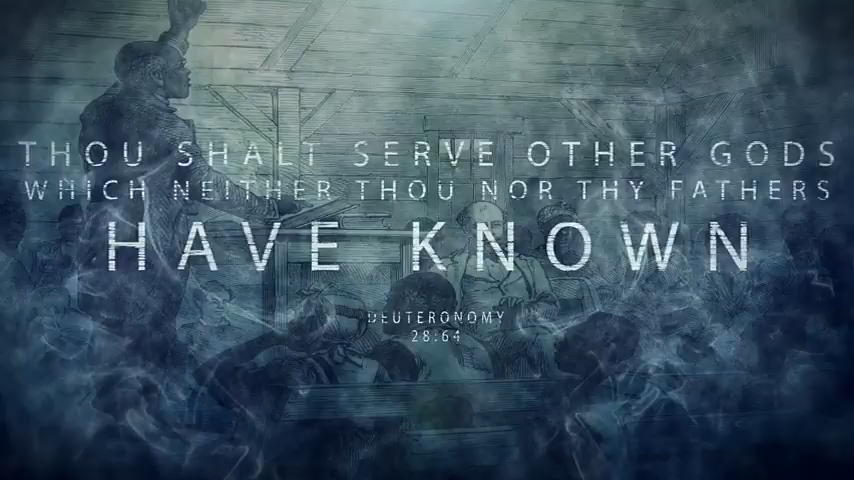 THOU SHALT SERVE OTHER GODS
WHICH NEITHER THOU NOR THY FATHERS
HAVE KNOWN
DEUTERONOMY
28:64